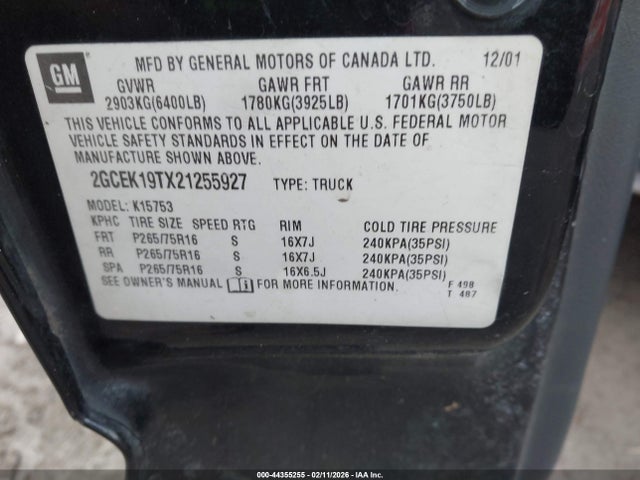 GM
MFD BY GENERAL MOTORS OF CANADA LTD. 12/01
GVWR GAWR FRT GAWR RR
2903KG(6400LB) 1780KG(3925LB) 1701KG(3750LB)
THIS VEHICLE CONFORMS TO ALL APPLICABLE U.S. FEDERAL MOTOR
VEHICLE SAFETY STANDARDS IN EFFECT ON THE DATE OF
MANUFACTURE SHOWN ABOVE.
2GCEK19TX21255927 TYPE: TRUCK
MODEL: K15753
KPHC TIRE SIZE SPEED RTG RIM COLD TIRE PRESSURE
FRT P265/75R16 S 16X7J 240KPA(35PSI)
RR P265/75R16 S 16X7J 240KPA(35PSI)
SPA P265/75R16 S 16X6.5J 240KPA(35PSI)
SEE OWNER'S MANUAL FOR MORE INFORMATION. F 498
T 487
000-44355255 - 02/11/2026 - IAA Inc.